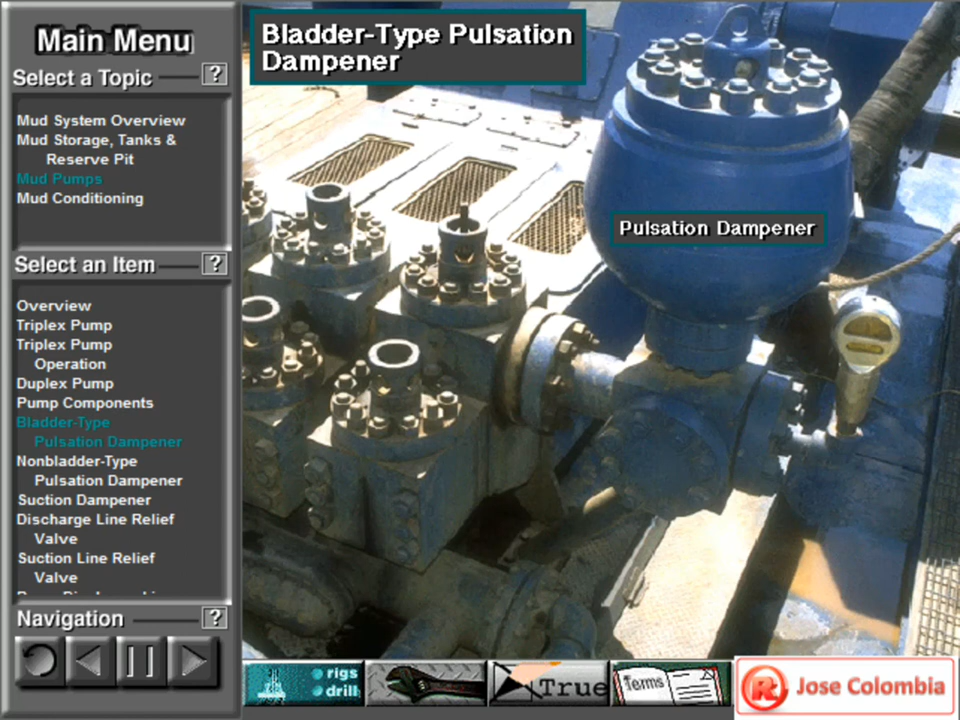 Main Menu
Select a Topic ?
Mud System Overview
Mud Storage, Tanks &
Reserve Pit
Mud Pumps
Mud Conditioning
Select an Item ?
Overview
Triplex Pump
Triplex Pump
Operation
Duplex Pump
Pump Components
Bladder-Type
Pulsation Dampener
Nonbladder-Type
Pulsation Dampener
Suction Dampener
Discharge Line Relief
Valve
Suction Line Relief
Valve
Navigation ?
Bladder-Type Pulsation
Dampener
Pulsation Dampener
rigs
drill
True
Terms
R Jose Colombia